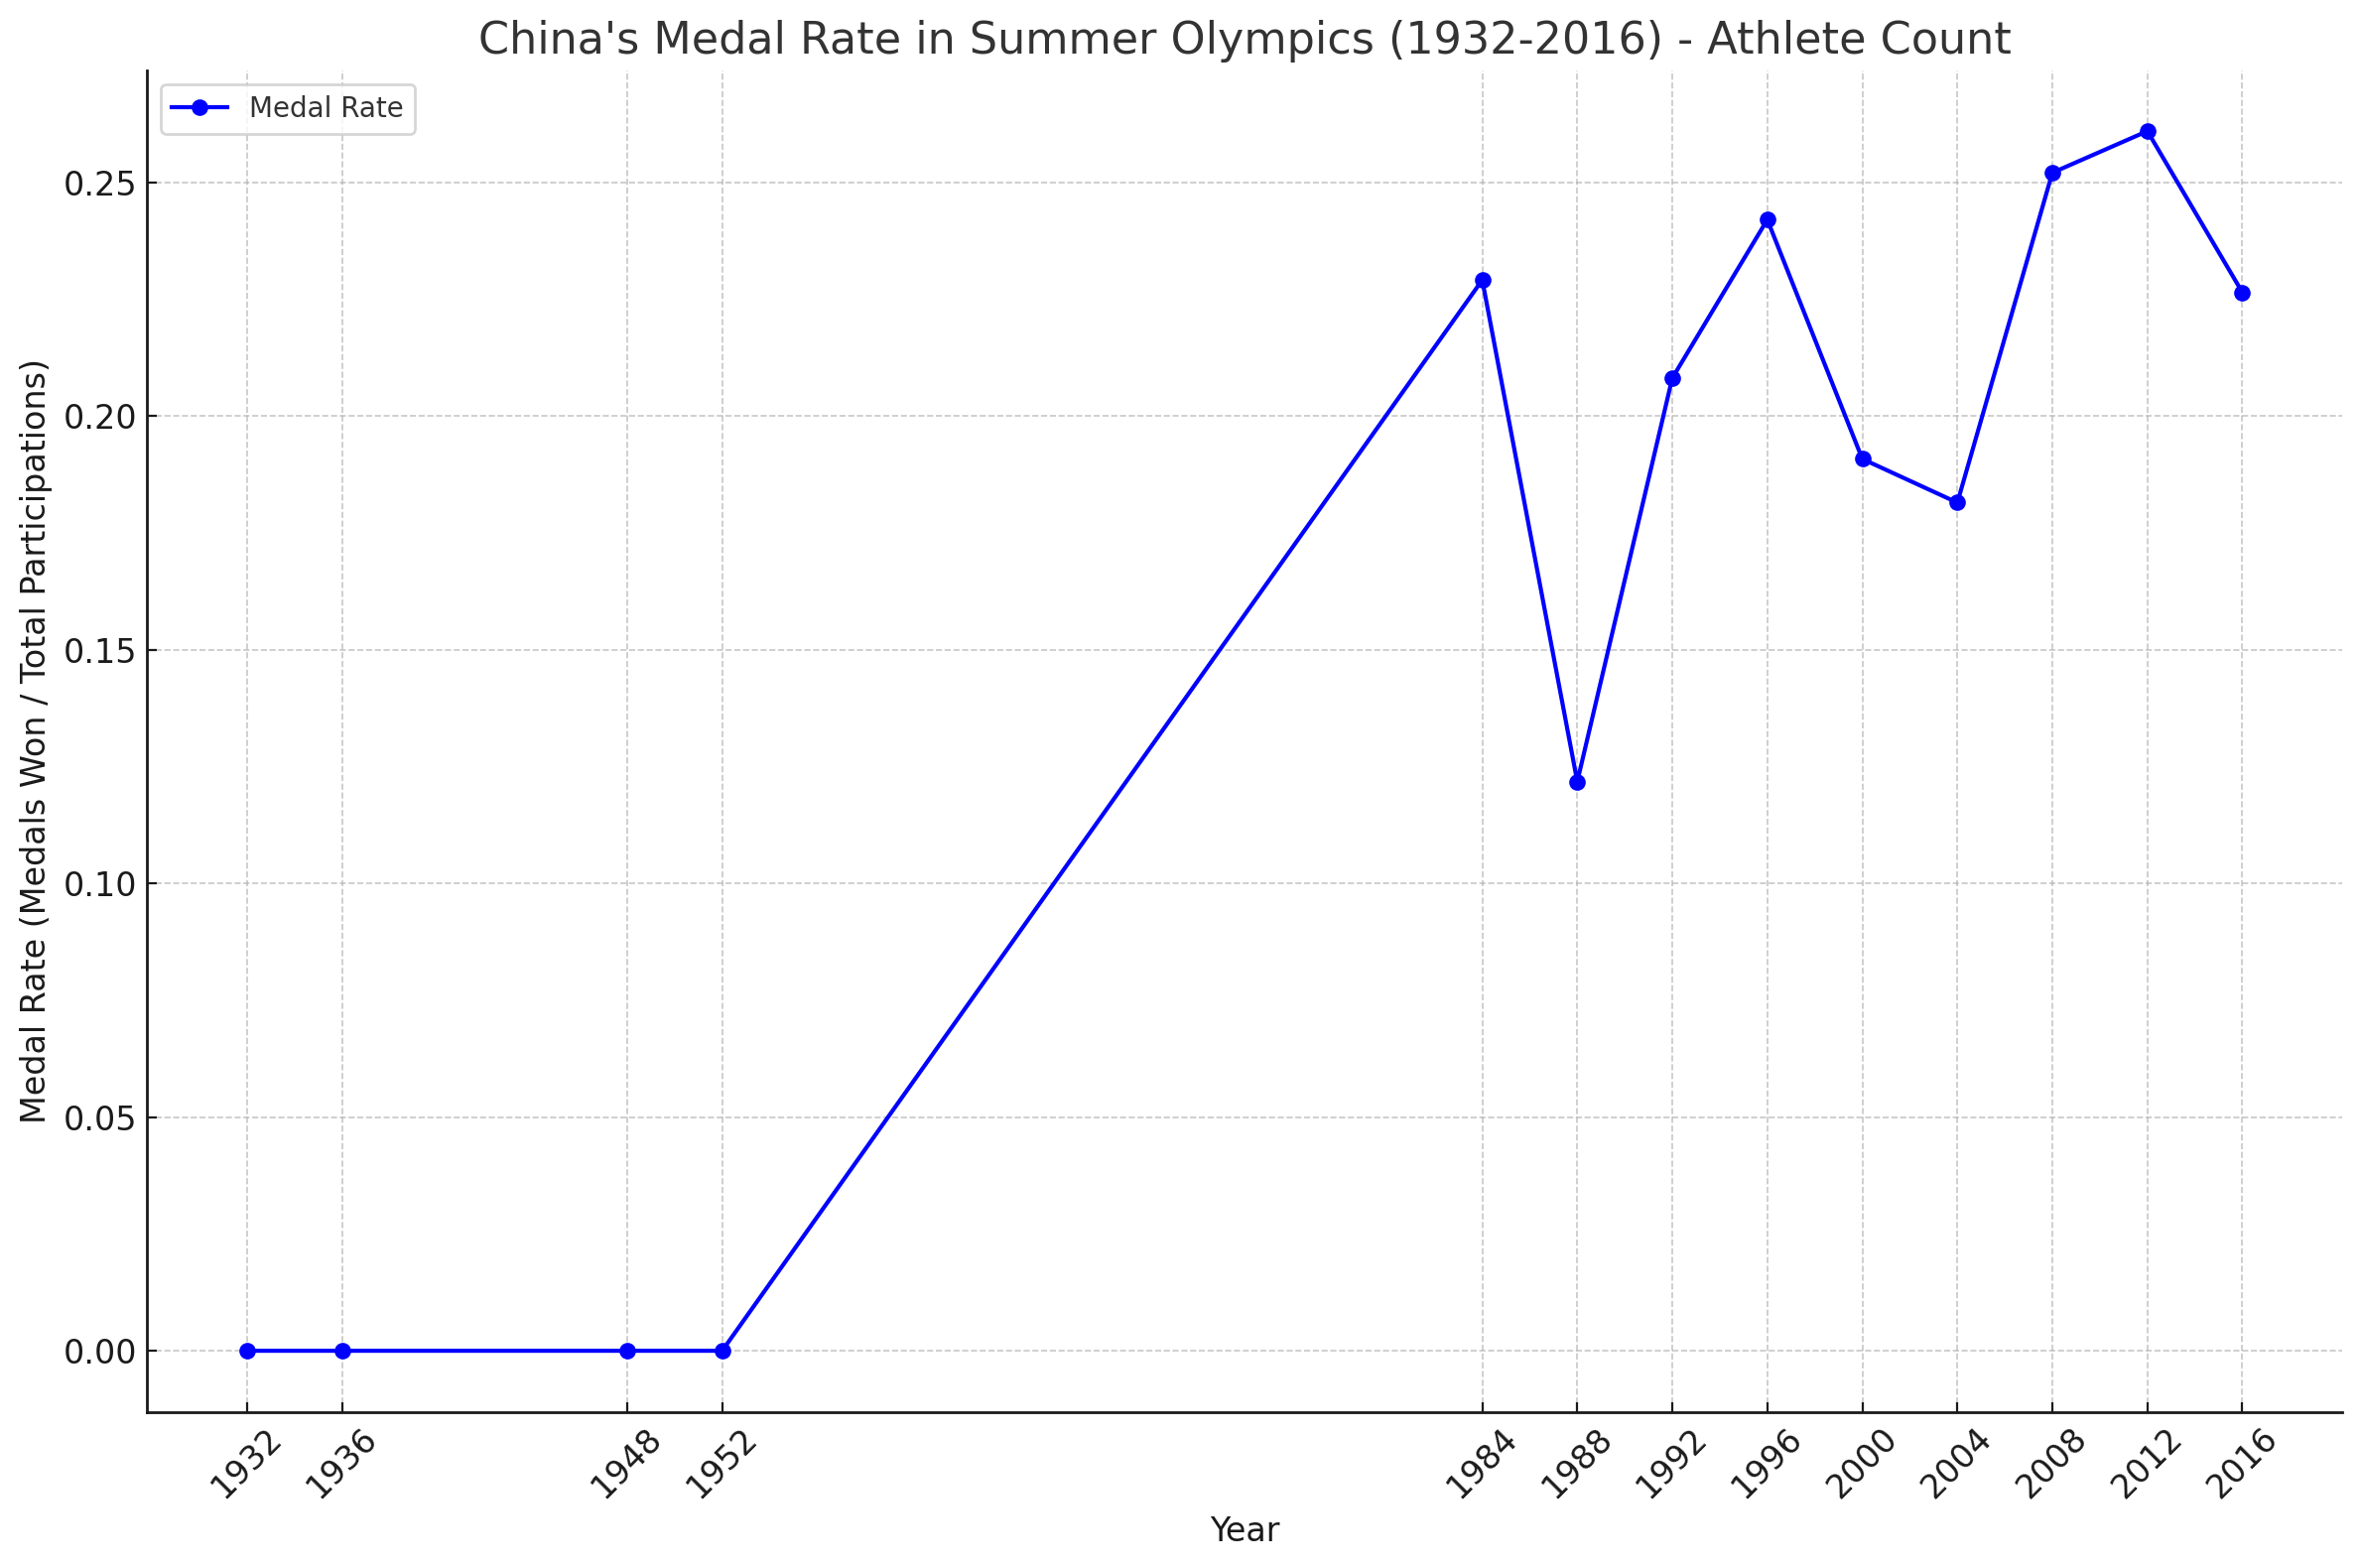 China's Medal Rate in Summer Olympics (1932-2016) - Athlete Count
Medal Rate
Medal Rate (Medals Won / Total Participations)
0.25
0.20
0.15
0.10
0.05
0.00
1932 1936 1948 1952 1984 1988 1992 1996 2000 2004 2008 2012 2016
Year